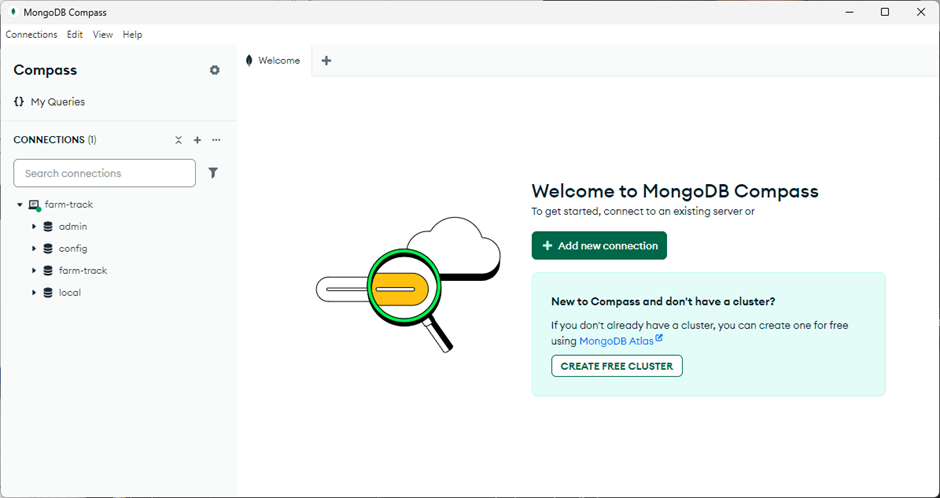 MongoDB Compass
Connections Edit View Help
Compass
Welcome
My Queries
CONNECTIONS (1)
Search connections
farm-track
admin
config
farm-track
local
Welcome to MongoDB Compass
To get started, connect to an existing server or
Add new connection
New to Compass and don't have a cluster?
If you don't already have a cluster, you can create one for free
using MongoDB Atlas
CREATE FREE CLUSTER